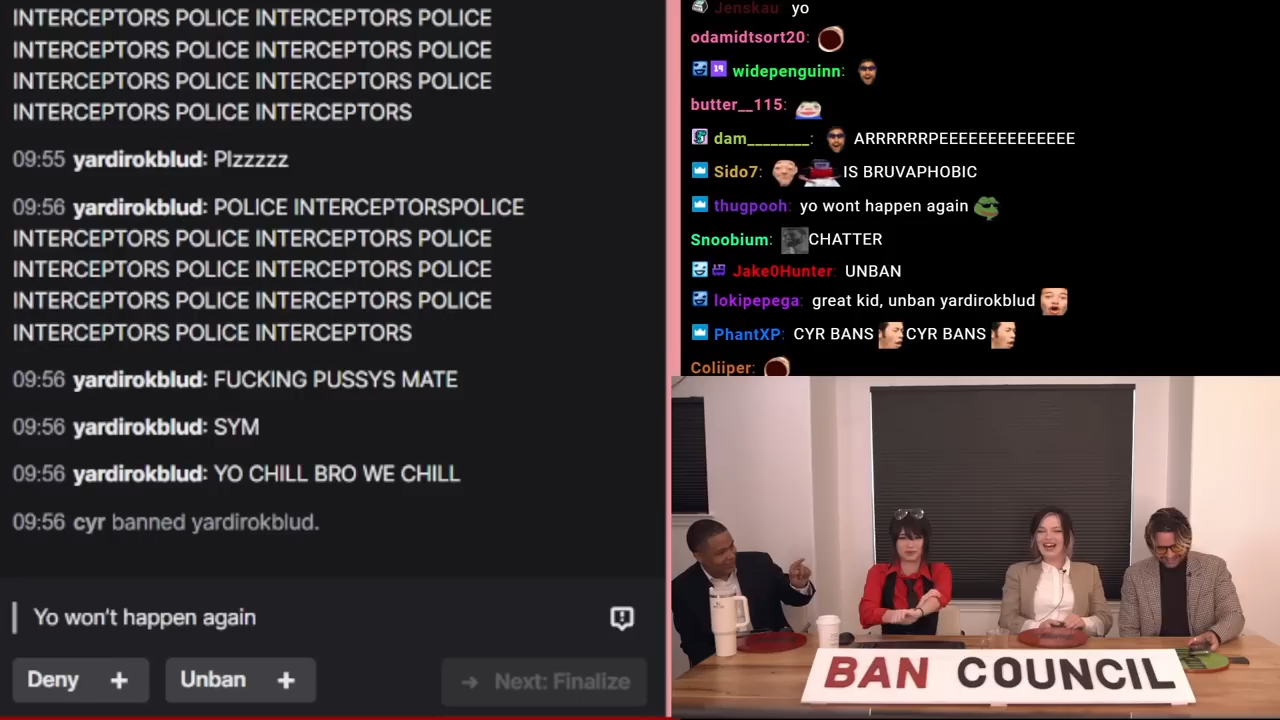 INTERCEPTORS POLICE INTERCEPTORS POLICE
INTERCEPTORS POLICE INTERCEPTORS POLICE
INTERCEPTORS POLICE INTERCEPTORS POLICE
INTERCEPTORS POLICE INTERCEPTORS
09:55 yardirokblud: Plzzzzz
09:56 yardirokblud: POLICE INTERCEPTORSPOLICE
INTERCEPTORS POLICE INTERCEPTORS POLICE
INTERCEPTORS POLICE INTERCEPTORS POLICE
INTERCEPTORS POLICE INTERCEPTORS POLICE
INTERCEPTORS POLICE INTERCEPTORS
09:56 yardirokblud: FUCKING PUSSYS MATE
09:56 yardirokblud: SYM
09:56 yardirokblud: YO CHILL BRO WE CHILL
09:56 cyr banned yardirokblud.
Yo won't happen again
Deny +
Unban +
→ Next: Finalize
Jenskau: yo
odamidtsort20:
19 widepenguinn:
butter__115:
dam________: ARRRRRRPEEEEEEEEEEEEEE
Sido7: IS BRUVAPHOBIC
thugpooh: yo wont happen again
Snoobium: CHATTER
Jake0Hunter: UNBAN
lokipepega: great kid, unban yardirokblud
PhantXP: CYR BANS CYR BANS
Coliiper:
BAN COUNCIL